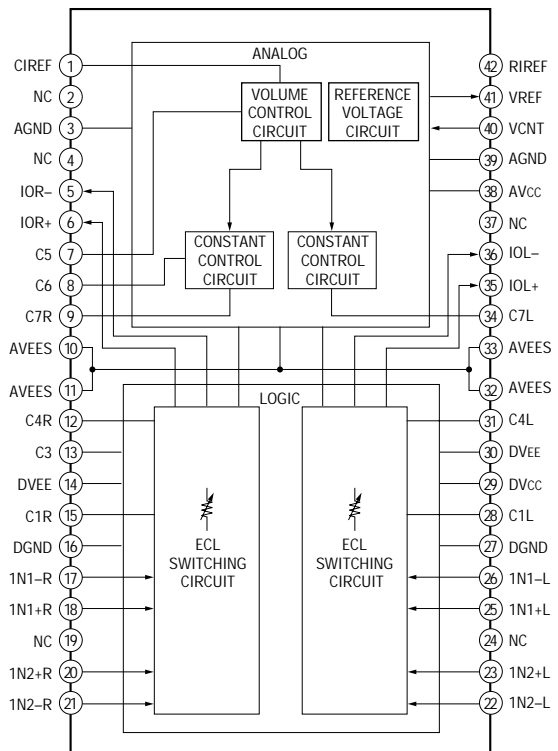 ANALOG
CIREF 1
NC 2
AGND 3
NC 4
IOR– 5
IOR+ 6
C5 7
C6 8
C7R 9
AVEES 10
AVEES 11
C4R 12
C3 13
DVEE 14
C1R 15
DGND 16
1N1–R 17
1N1+R 18
NC 19
1N2+R 20
1N2–R 21
VOLUME
CONTROL
CIRCUIT
REFERENCE
VOLTAGE
CIRCUIT
CONSTANT
CONTROL
CIRCUIT
CONSTANT
CONTROL
CIRCUIT
LOGIC
ECL
SWITCHING
CIRCUIT
ECL
SWITCHING
CIRCUIT
42 RIREF
41 VREF
40 VCNT
39 AGND
38 AVCC
37 NC
36 IOL–
35 IOL+
34 C7L
33 AVEES
32 AVEES
31 C4L
30 DVEE
29 DVCC
28 C1L
27 DGND
26 1N1–L
25 1N1+L
24 NC
23 1N2+L
22 1N2–L